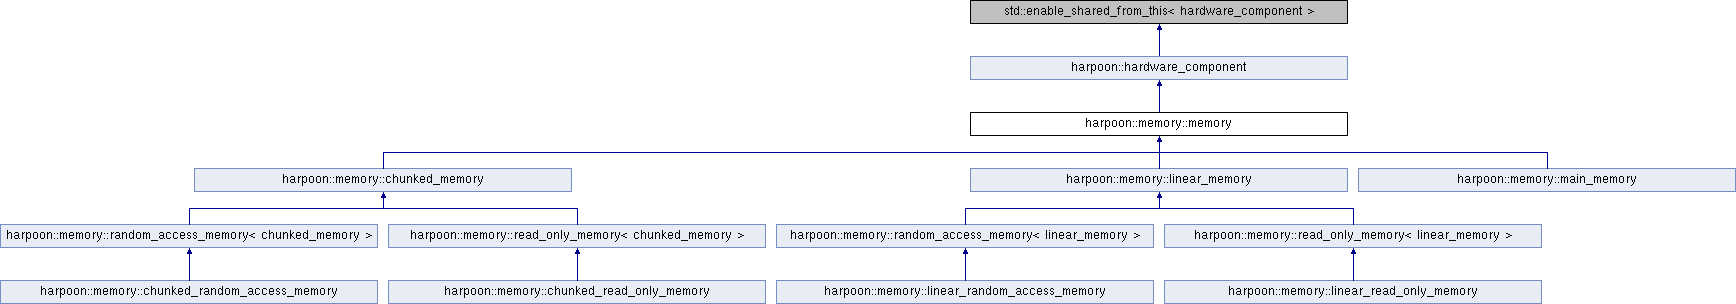 std::enable_shared_from_this< hardware_component >
harpoon::hardware_component
harpoon::memory::memory
harpoon::memory::chunked_memory
harpoon::memory::linear_memory
harpoon::memory::main_memory
harpoon::memory::random_access_memory< chunked_memory >
harpoon::memory::read_only_memory< chunked_memory >
harpoon::memory::random_access_memory< linear_memory >
harpoon::memory::read_only_memory< linear_memory >
harpoon::memory::chunked_random_access_memory
harpoon::memory::chunked_read_only_memory
harpoon::memory::linear_random_access_memory
harpoon::memory::linear_read_only_memory